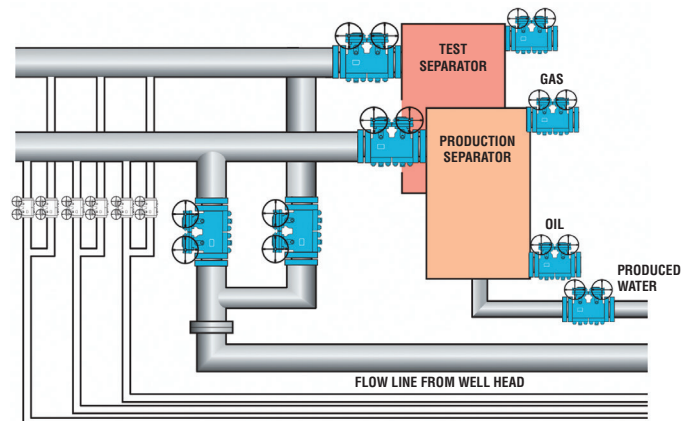 TEST
SEPARATOR
GAS
PRODUCTION
SEPARATOR
OIL
PRODUCED
WATER
FLOW LINE FROM WELL HEAD